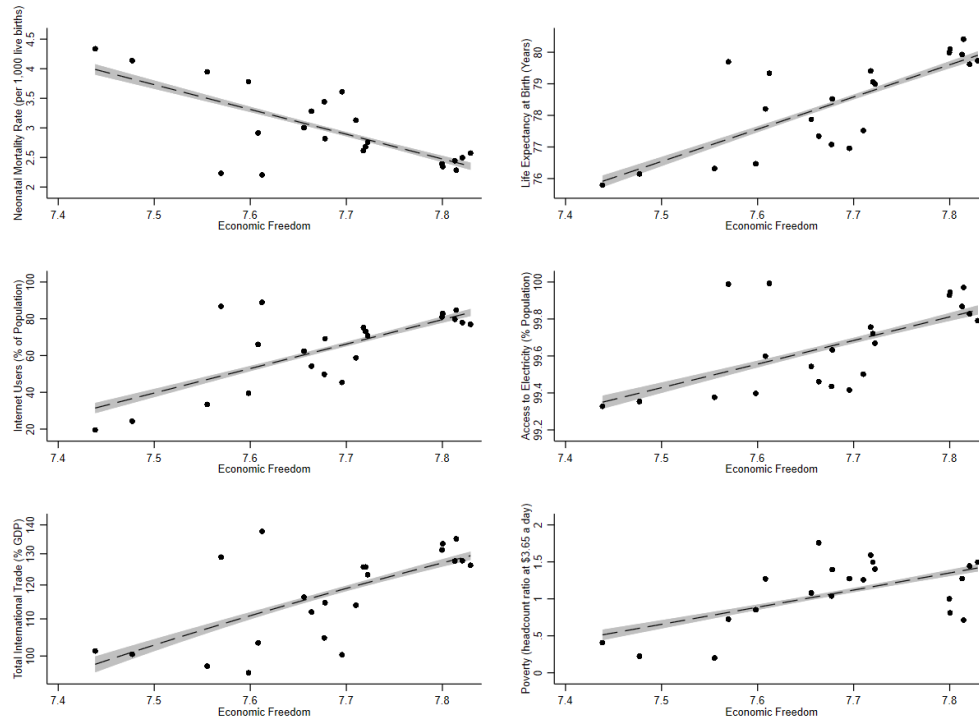 Neonatal Mortality Rate (per 1,000 live births)
4.5
4
3.5
3
2.5
2
7.4 7.5 7.6 7.7 7.8
Economic Freedom
Life Expectancy at Birth (Years)
80
79
78
77
76
7.4 7.5 7.6 7.7 7.8
Economic Freedom
Internet Users (% of Population)
100
80
60
40
20
7.4 7.5 7.6 7.7 7.8
Economic Freedom
Access to Electricity (% Population)
100
99.8
99.6
99.4
99.2
7.4 7.5 7.6 7.7 7.8
Economic Freedom
Total International Trade (% GDP)
140
130
120
110
100
7.4 7.5 7.6 7.7 7.8
Economic Freedom
Poverty (headcount ratio at $3.65 a day)
2
1.5
1
.5
0
7.4 7.5 7.6 7.7 7.8
Economic Freedom